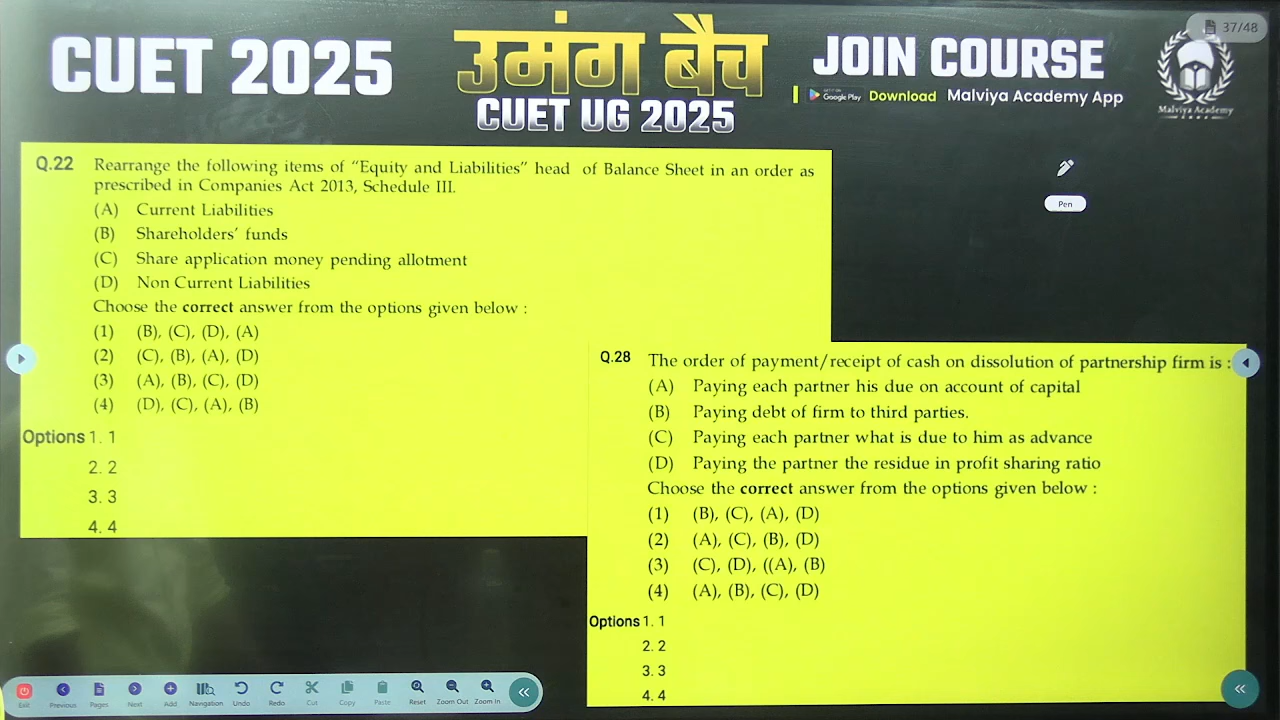 37/48
CUET 2025
उमंग बैच
CUET UG 2025
JOIN COURSE
GET IT ON Google Play Download Malviya Academy App
Malviya Academy
Q.22 Rearrange the following items of "Equity and Liabilities" head of Balance Sheet in an order as
prescribed in Companies Act 2013, Schedule III.
(A) Current Liabilities
(B) Shareholders' funds
(C) Share application money pending allotment
(D) Non Current Liabilities
Choose the correct answer from the options given below :
(1) (B), (C), (D), (A)
(2) (C), (B), (A), (D)
(3) (A), (B), (C), (D)
(4) (D), (C), (A), (B)
Options 1. 1
2. 2
3. 3
4. 4
Pen
Q.28 The order of payment/receipt of cash on dissolution of partnership firm is :
(A) Paying each partner his due on account of capital
(B) Paying debt of firm to third parties.
(C) Paying each partner what is due to him as advance
(D) Paying the partner the residue in profit sharing ratio
Choose the correct answer from the options given below :
(1) (B), (C), (A), (D)
(2) (A), (C), (B), (D)
(3) (C), (D), ((A), (B)
(4) (A), (B), (C), (D)
Options 1. 1
2. 2
3. 3
4. 4
Exit Previous Pages Next Add Navigation Undo Redo Cut Copy Paste Reset Zoom Out Zoom In